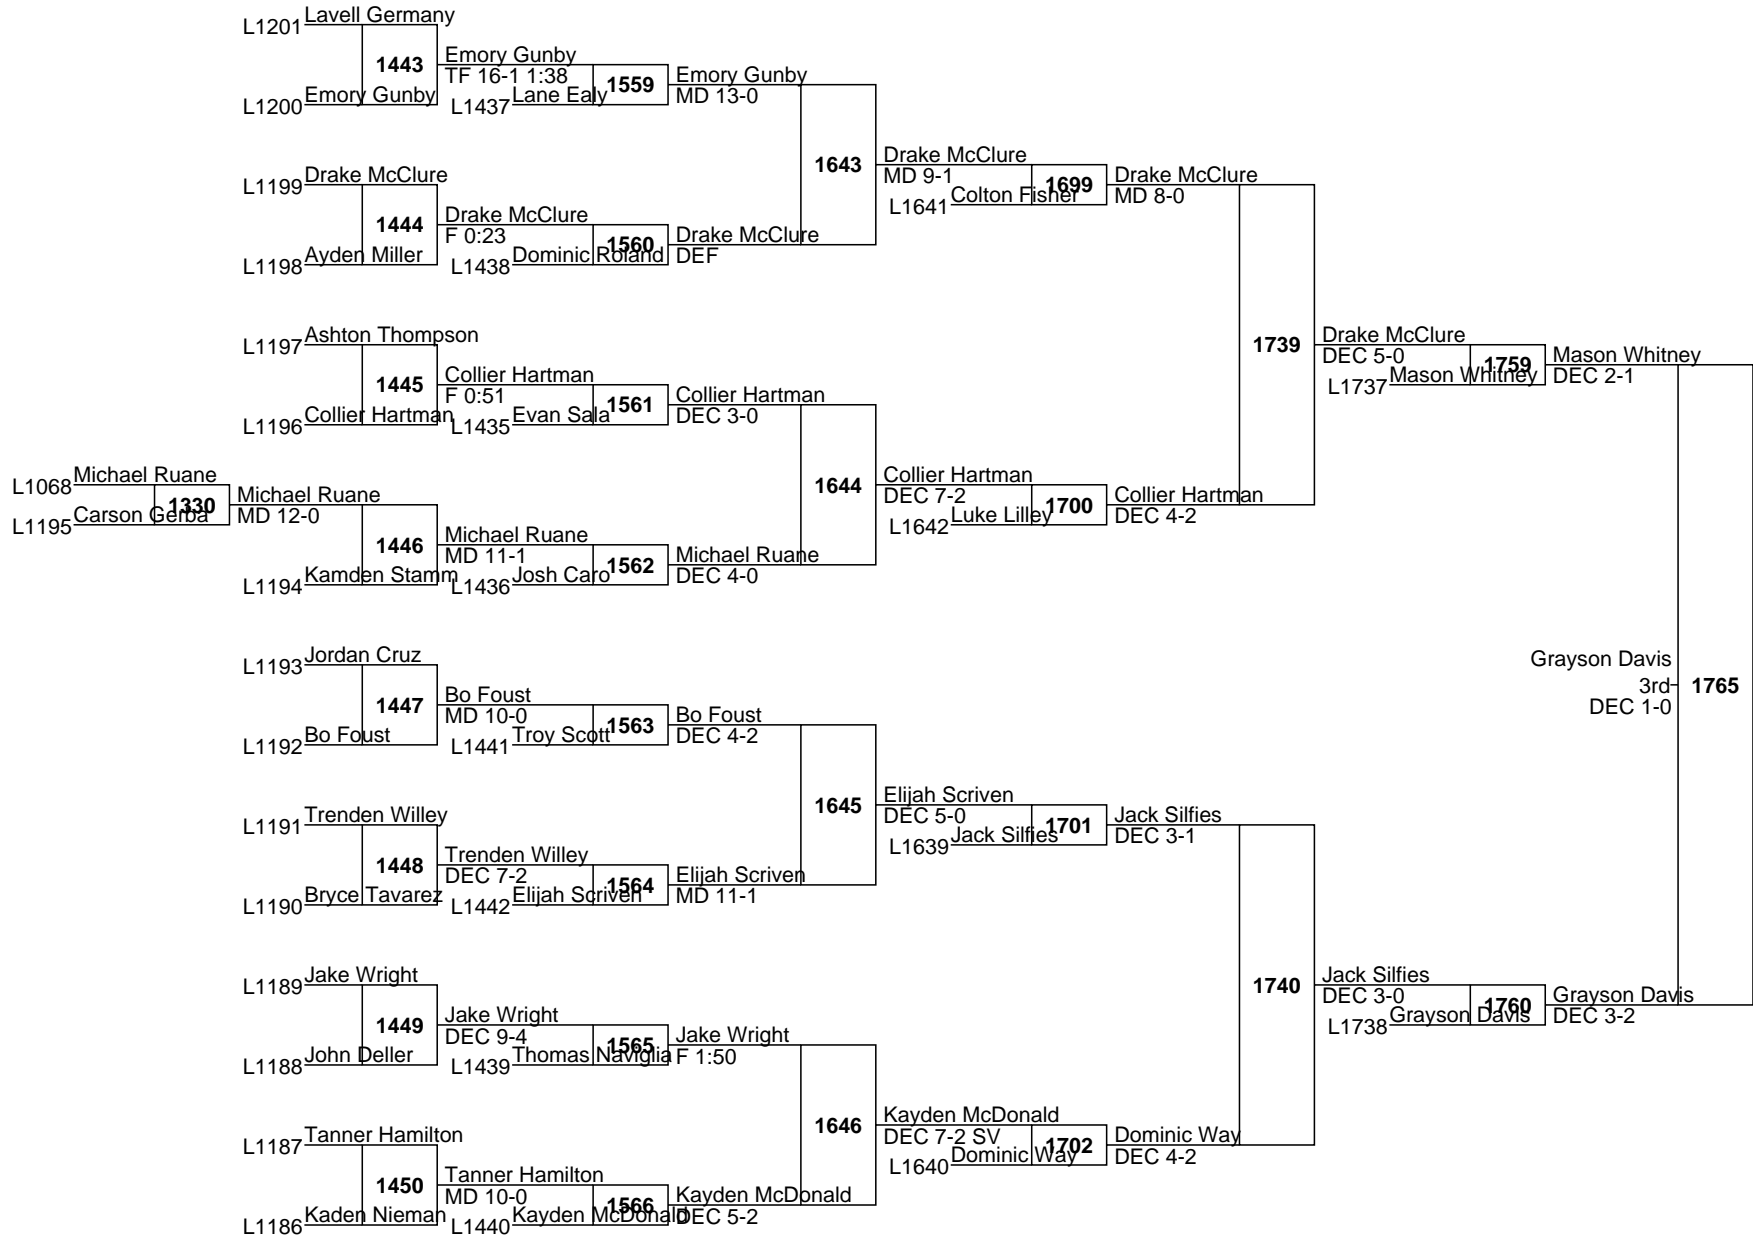 Lavell Germany
L1201
1443
Emory Gunby
TF 16-1 1:38
1559
Emory Gunby
MD 13-0
L1200
Emory Gunby
L1437
Lane Ealy
1643
Drake McClure
MD 9-1
1699
Drake McClure
MD 8-0
L1641
Colton Fisher
L1199
Drake McClure
1444
Drake McClure
F 0:23
1560
Drake McClure
DEF
L1198
Ayden Miller
L1438
Dominic Roland
1739
Drake McClure
DEC 5-0
1759
Mason Whitney
DEC 2-1
L1737
Mason Whitney
L1197
Ashton Thompson
1445
Collier Hartman
F 0:51
1561
Collier Hartman
DEC 3-0
L1196
Collier Hartman
L1435
Evan Sala
L1068
Michael Ruane
1330
Michael Ruane
MD 12-0
L1195
Carson Gerba
1644
Collier Hartman
DEC 7-2
1700
Collier Hartman
DEC 4-2
L1642
Luke Lilley
1446
Michael Ruane
MD 11-1
1562
Michael Ruane
DEC 4-0
L1194
Kamden Stamm
L1436
Josh Caro
L1193
Jordan Cruz
1447
Bo Foust
MD 10-0
1563
Bo Foust
DEC 4-2
L1192
Bo Foust
L1441
Troy Scott
Grayson Davis
3rd
DEC 1-0
1765
1645
Elijah Scriven
DEC 5-0
1701
Jack Silfies
DEC 3-1
L1639
Jack Silfies
L1191
Trenden Willey
1448
Trenden Willey
DEC 7-2
1564
Elijah Scriven
MD 11-1
L1190
Bryce Tavarez
L1442
Elijah Scriven
1740
Jack Silfies
DEC 3-0
1760
Grayson Davis
DEC 3-2
L1738
Grayson Davis
L1189
Jake Wright
1449
Jake Wright
DEC 9-4
1565
Jake Wright
F 1:50
L1188
John Deller
L1439
Thomas Naviglia
1646
Kayden McDonald
DEC 7-2 SV
1702
Dominic Way
DEC 4-2
L1640
Dominic Way
L1187
Tanner Hamilton
1450
Tanner Hamilton
MD 10-0
1566
Kayden McDonald
DEC 5-2
L1186
Kaden Nieman
L1440
Kayden McDonald